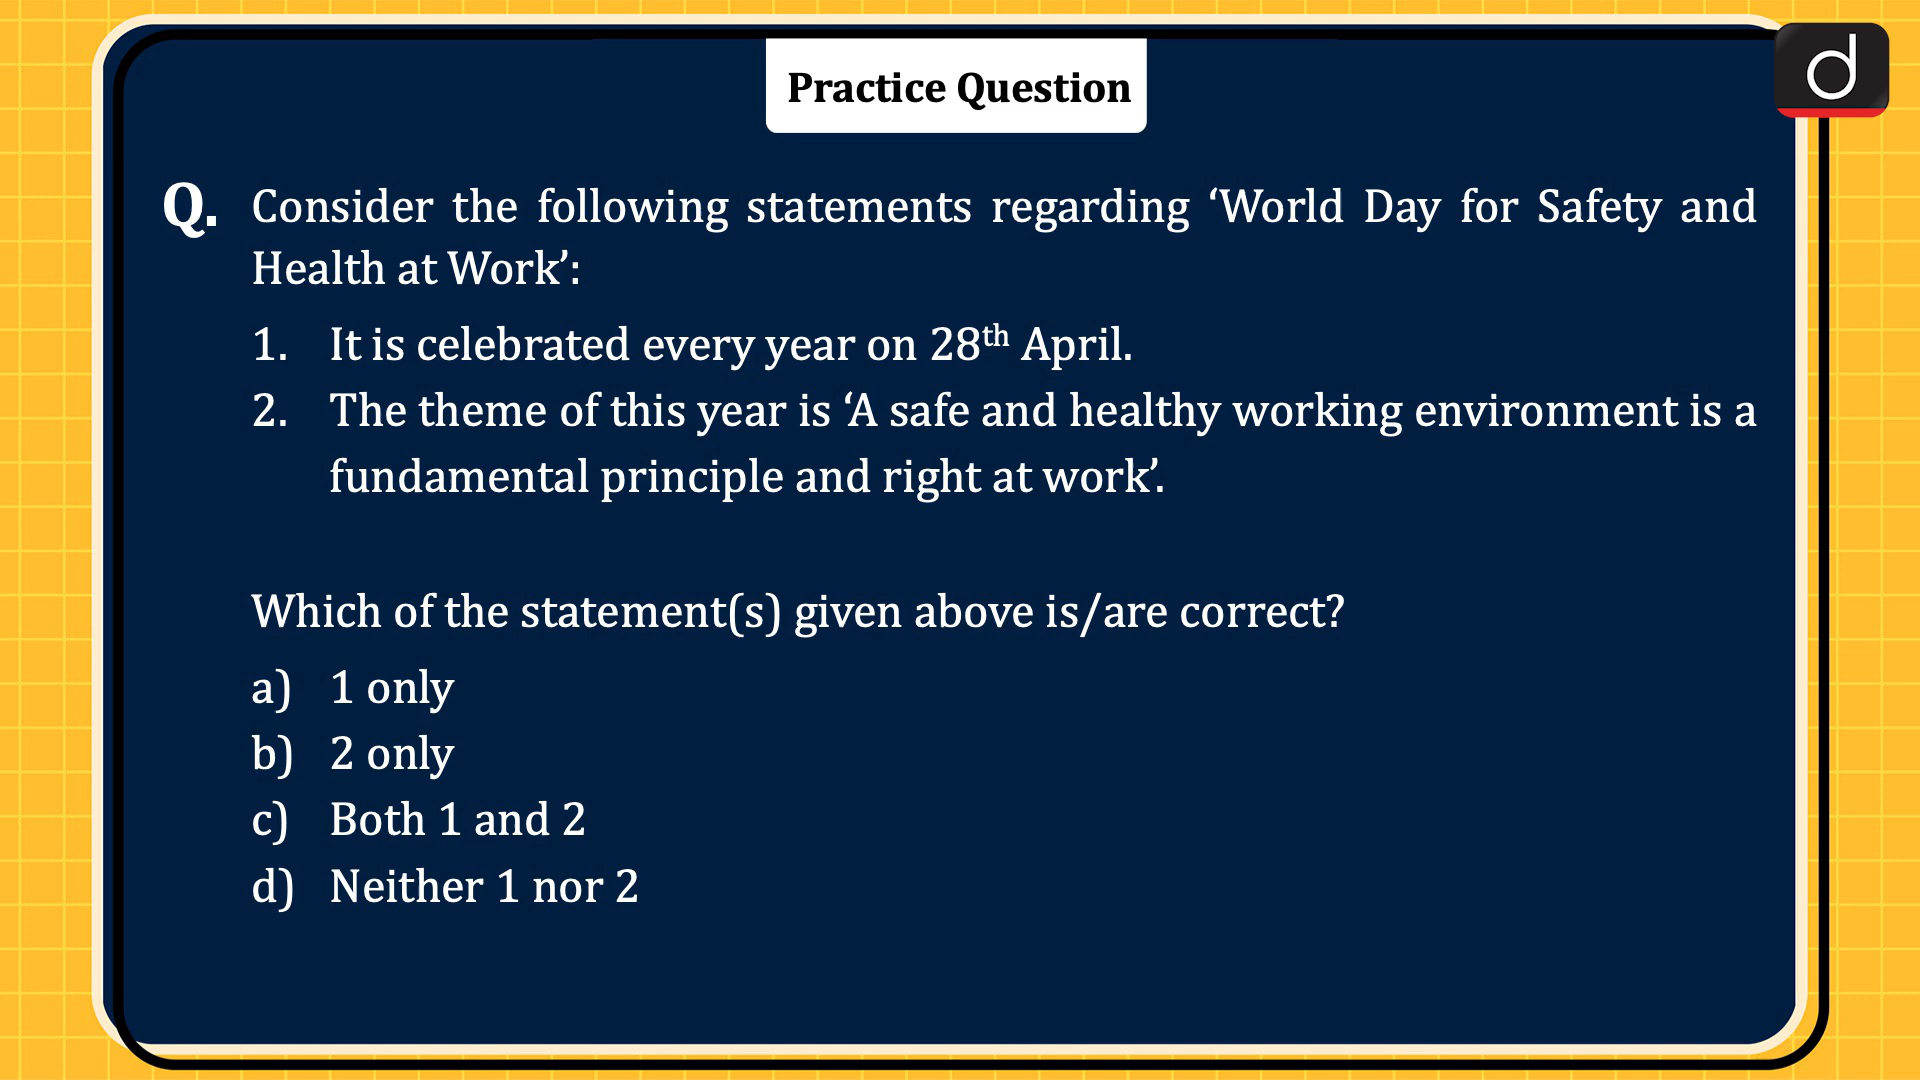 Practice Question
d
Q. Consider the following statements regarding ‘World Day for Safety and
Health at Work’:
1. It is celebrated every year on 28th April.
2. The theme of this year is ‘A safe and healthy working environment is a
fundamental principle and right at work’.
Which of the statement(s) given above is/are correct?
a) 1 only
b) 2 only
c) Both 1 and 2
d) Neither 1 nor 2